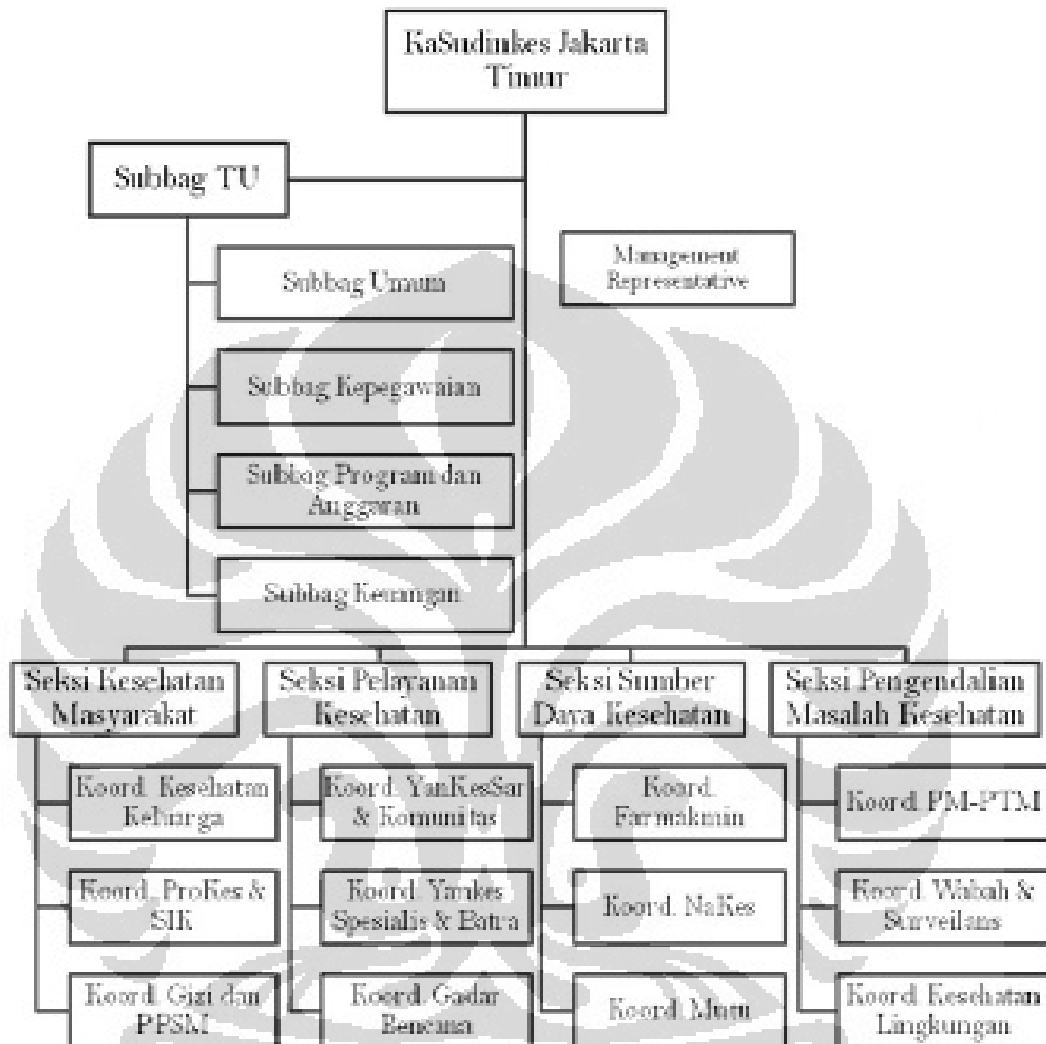 KaSudinkes Jakarta
Timur
Subbag TU
Subbag Umum
Management
Representative
Subbag Kepegawaian
Subbag Program dan
Anggaran
Subbag Keuangan
Seksi Kesehatan
Masyarakat
Seksi Pelayanan
Kesehatan
Seksi Sumber
Daya Kesehatan
Seksi Pengendalian
Masalah Kesehatan
Koord. Kesehatan
Keluarga
Koord. YanKesSar
& Komunitas
Koord.
Farmakmin
Koord. PM-PTM
Koord. ProKes &
SIK
Koord. Yankes
Spesialis & Batra
Koord. NaKes
Koord. Wabah &
Surveilans
Koord. Gizi dan
PPSM
Koord. Gadar
Bencana
Koord. Mutu
Koord. Kesehatan
Lingkungan